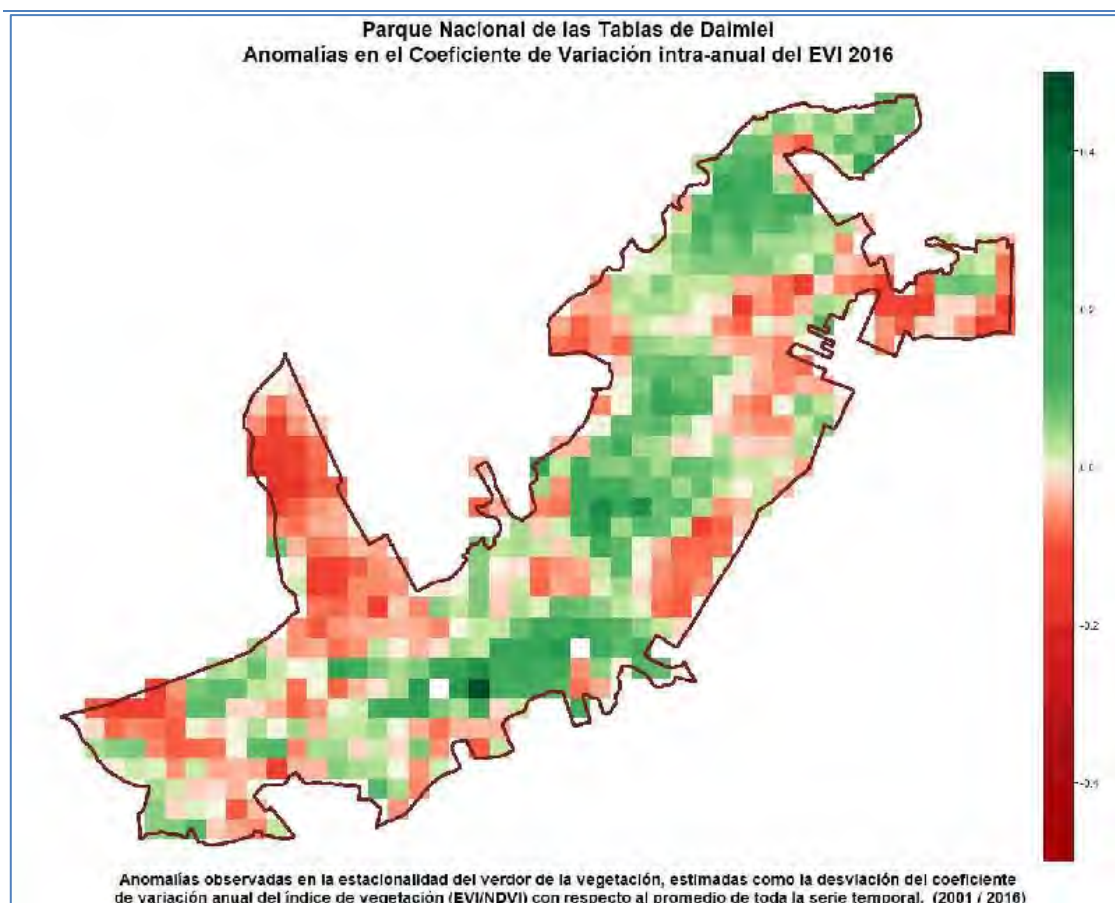 Parque Nacional de las Tablas de Daimiel
Anomalías en el Coeficiente de Variación intra-anual del EVI 2016
0.4
0.2
0.0
-0.2
-0.4
Anomalías observadas en la estacionalidad del verdor de la vegetación, estimadas como la desviación del coeficiente
de variación anual del índice de vegetación (EVI/NDVI) con respecto al promedio de toda la serie temporal. (2001 / 2016)